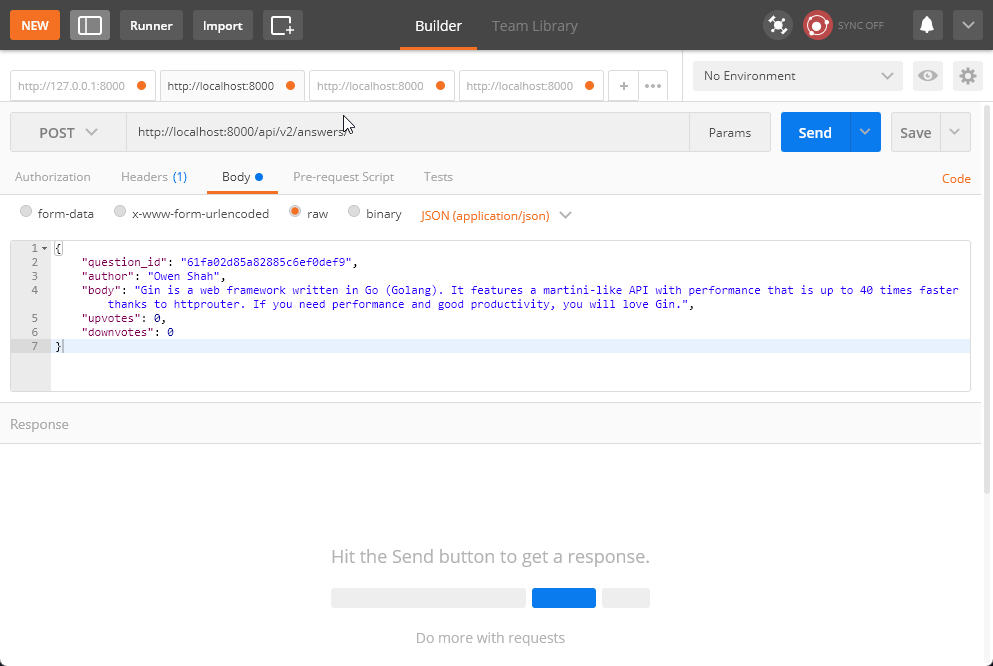 NEW Runner Import Builder Team Library SYNC OFF
http://127.0.0.1:8000 http://localhost:8000 http://localhost:8000 http://localhost:8000 + ••• No Environment
POST http://localhost:8000/api/v2/answers/ Params Send Save
Authorization Headers (1) Body Pre-request Script Tests Code
form-data x-www-form-urlencoded raw binary JSON (application/json)
1 {
2 "question_id": "61fa02d85a82885c6ef0def9",
3 "author": "Owen Shah",
4 "body": "Gin is a web framework written in Go (Golang). It features a martini-like API with performance that is up to 40 times faster
thanks to httprouter. If you need performance and good productivity, you will love Gin.",
5 "upvotes": 0,
6 "downvotes": 0
7 }
Response
Hit the Send button to get a response.
Do more with requests